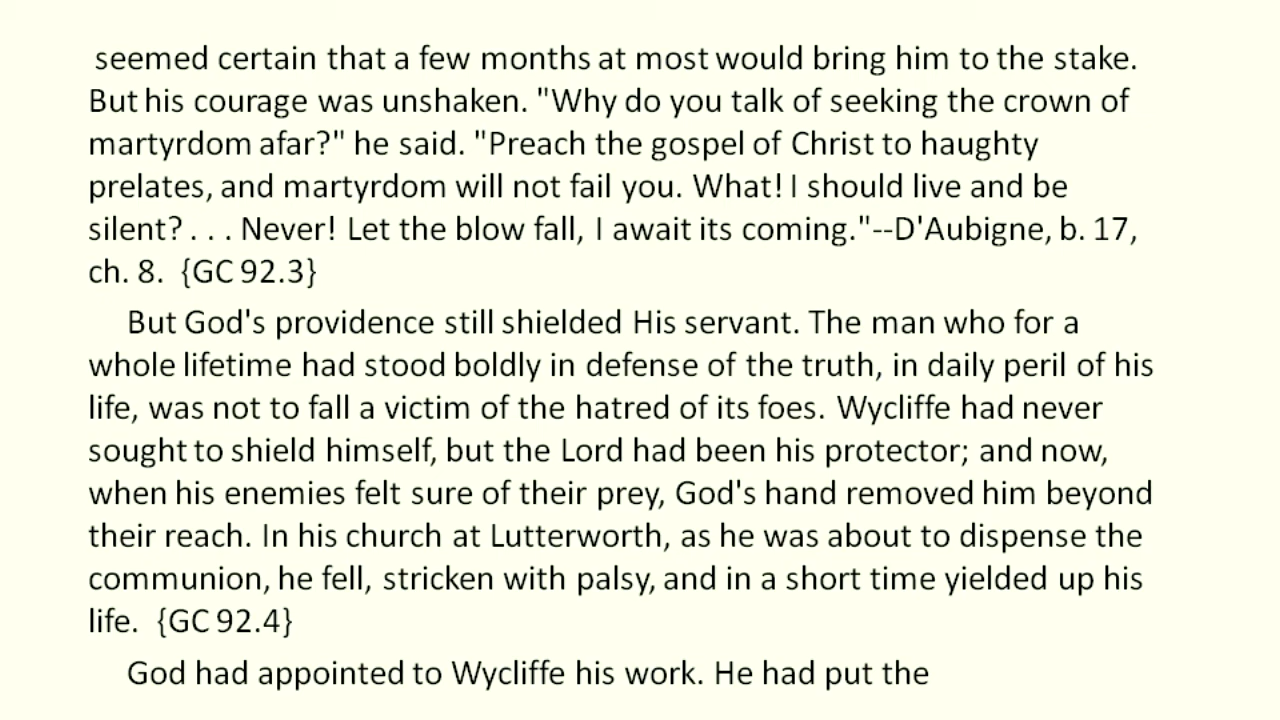 seemed certain that a few months at most would bring him to the stake.
But his courage was unshaken. "Why do you talk of seeking the crown of
martyrdom afar?" he said. "Preach the gospel of Christ to haughty
prelates, and martyrdom will not fail you. What! I should live and be
silent? . . . Never! Let the blow fall, I await its coming."--D'Aubigne, b. 17,
ch. 8.  {GC 92.3}
But God's providence still shielded His servant. The man who for a
whole lifetime had stood boldly in defense of the truth, in daily peril of his
life, was not to fall a victim of the hatred of its foes. Wycliffe had never
sought to shield himself, but the Lord had been his protector; and now,
when his enemies felt sure of their prey, God's hand removed him beyond
their reach. In his church at Lutterworth, as he was about to dispense the
communion, he fell, stricken with palsy, and in a short time yielded up his
life.  {GC 92.4}
God had appointed to Wycliffe his work. He had put the